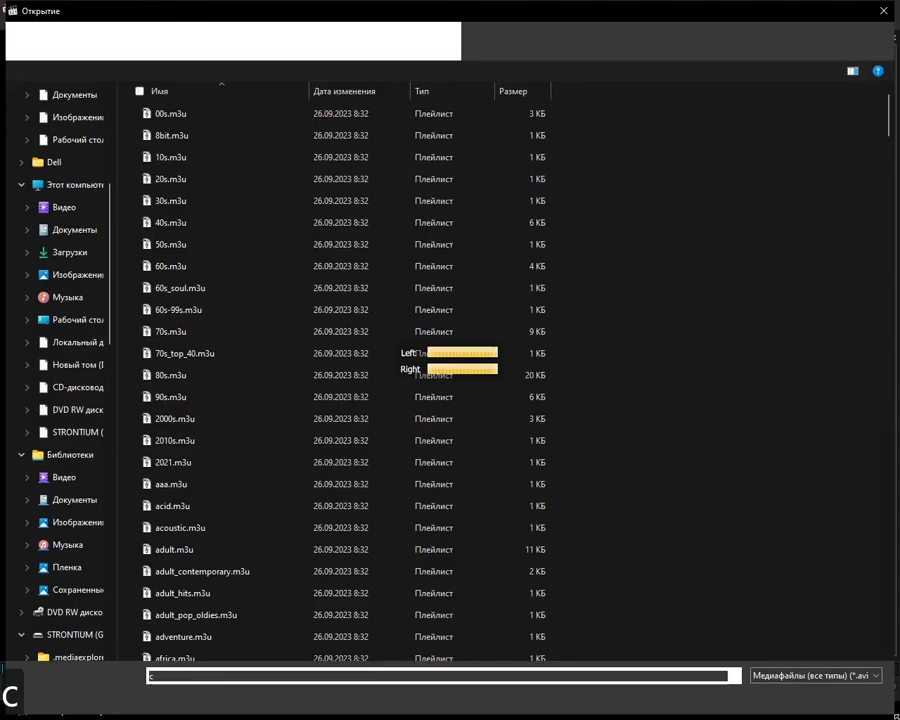 Открытие
Имя Дата изменения Тип Размер
Документы
Изображени
Рабочий стол
Dell
Этот компьюте
Видео
Документы
Загрузки
Изображени
Музыка
Рабочий стол
Локальный д
Новый том (D
CD-дисковод
DVD RW диск
STRONTIUM (
Библиотеки
Видео
Документы
Изображени
Музыка
Пленка
Сохраненные
DVD RW диско
STRONTIUM (G
.mediaexplore
00s.m3u 26.09.2023 8:32 Плейлист 3 КБ
8bit.m3u 26.09.2023 8:32 Плейлист 1 КБ
10s.m3u 26.09.2023 8:32 Плейлист 1 КБ
20s.m3u 26.09.2023 8:32 Плейлист 1 КБ
30s.m3u 26.09.2023 8:32 Плейлист 1 КБ
40s.m3u 26.09.2023 8:32 Плейлист 6 КБ
50s.m3u 26.09.2023 8:32 Плейлист 1 КБ
60s.m3u 26.09.2023 8:32 Плейлист 4 КБ
60s_soul.m3u 26.09.2023 8:32 Плейлист 1 КБ
60s-99s.m3u 26.09.2023 8:32 Плейлист 1 КБ
70s.m3u 26.09.2023 8:32 Плейлист 9 КБ
70s_top_40.m3u 26.09.2023 8:32 1 КБ
Left
Right
80s.m3u 26.09.2023 8:32 Плейлист 20 КБ
90s.m3u 26.09.2023 8:32 Плейлист 6 КБ
2000s.m3u 26.09.2023 8:32 Плейлист 3 КБ
2010s.m3u 26.09.2023 8:32 Плейлист 1 КБ
2021.m3u 26.09.2023 8:32 Плейлист 1 КБ
aaa.m3u 26.09.2023 8:32 Плейлист 1 КБ
acid.m3u 26.09.2023 8:32 Плейлист 1 КБ
acoustic.m3u 26.09.2023 8:32 Плейлист 1 КБ
adult.m3u 26.09.2023 8:32 Плейлист 11 КБ
adult_contemporary.m3u 26.09.2023 8:32 Плейлист 2 КБ
adult_hits.m3u 26.09.2023 8:32 Плейлист 1 КБ
adult_pop_oldies.m3u 26.09.2023 8:32 Плейлист 1 КБ
adventure.m3u 26.09.2023 8:32 Плейлист 1 КБ
africa.m3u 26.09.2023 8:32 Плейлист 1 КБ
с
Медиафайлы (все типы) (*.avi
С